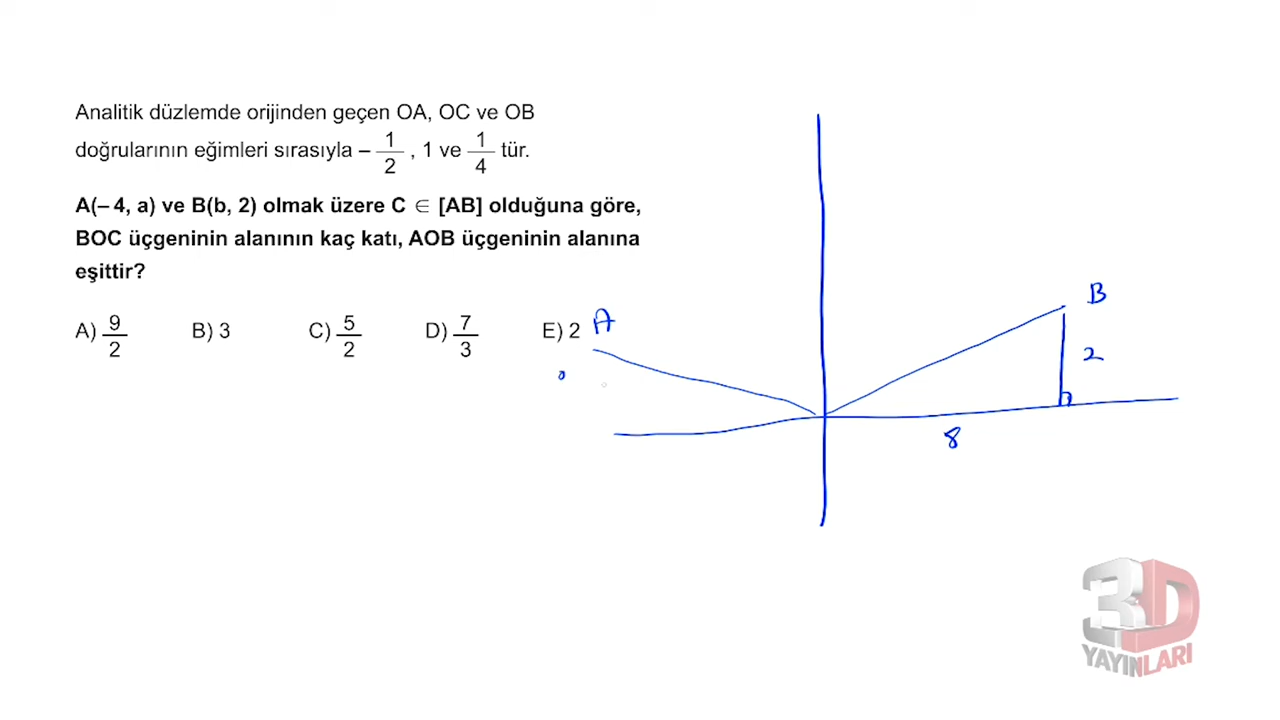 Analitik düzlemde orijinden geçen OA, OC ve OB
doğrularının eğimleri sırasıyla – 1/2 , 1 ve 1/4 tür.
A(– 4, a) ve B(b, 2) olmak üzere C ∈ [AB] olduğuna göre,
BOC üçgeninin alanının kaç katı, AOB üçgeninin alanına
eşittir?
A) 9/2 B) 3 C) 5/2 D) 7/3 E) 2
A
B
2
8
3D
YAYINLARI